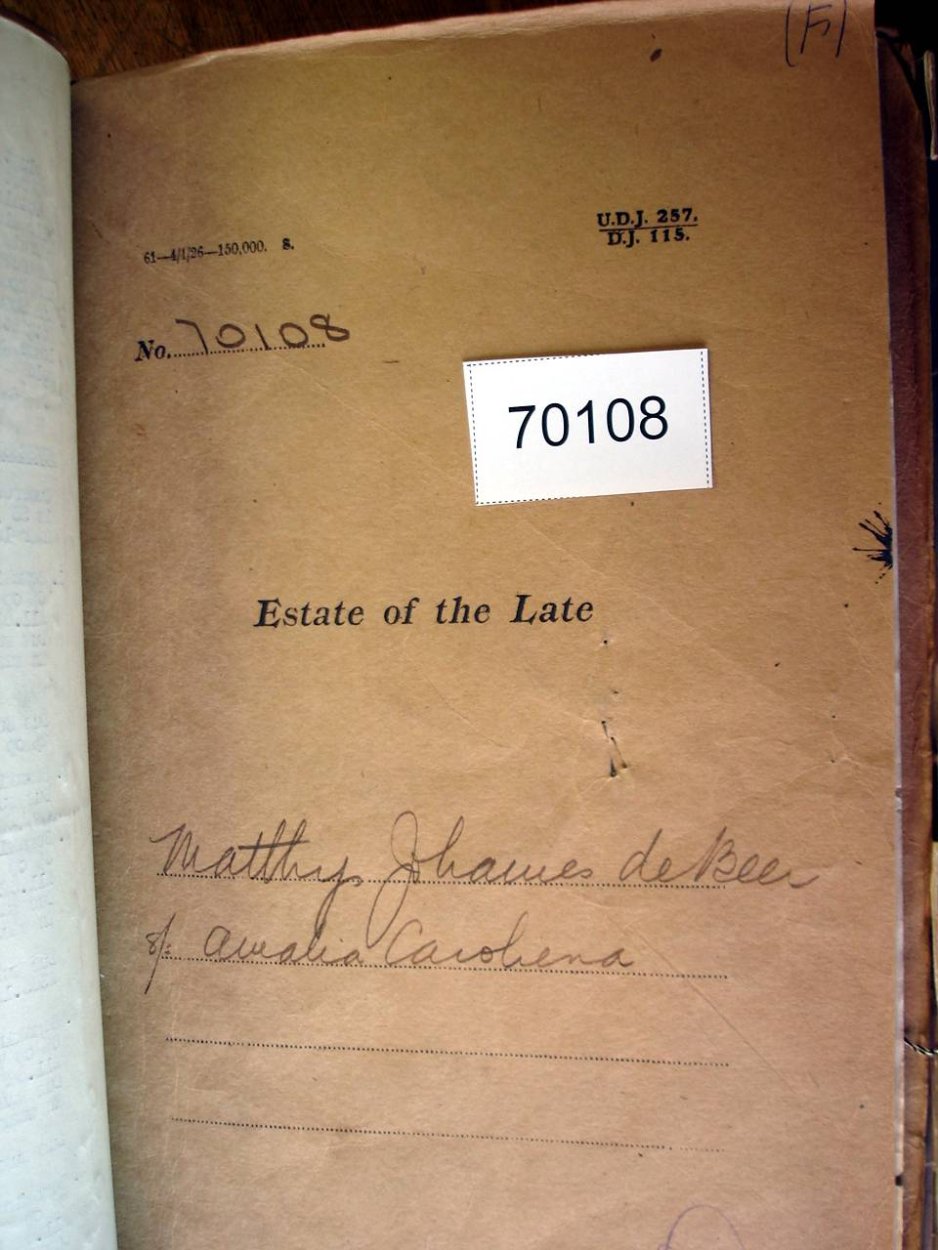 (F)
U.D.J. 257.
D.J. 115.
61—4/1/26—150,000. S.
No. 70108
70108
Estate of the Late
Matthys Johannes de Beer
s/: Amalia Caroliena